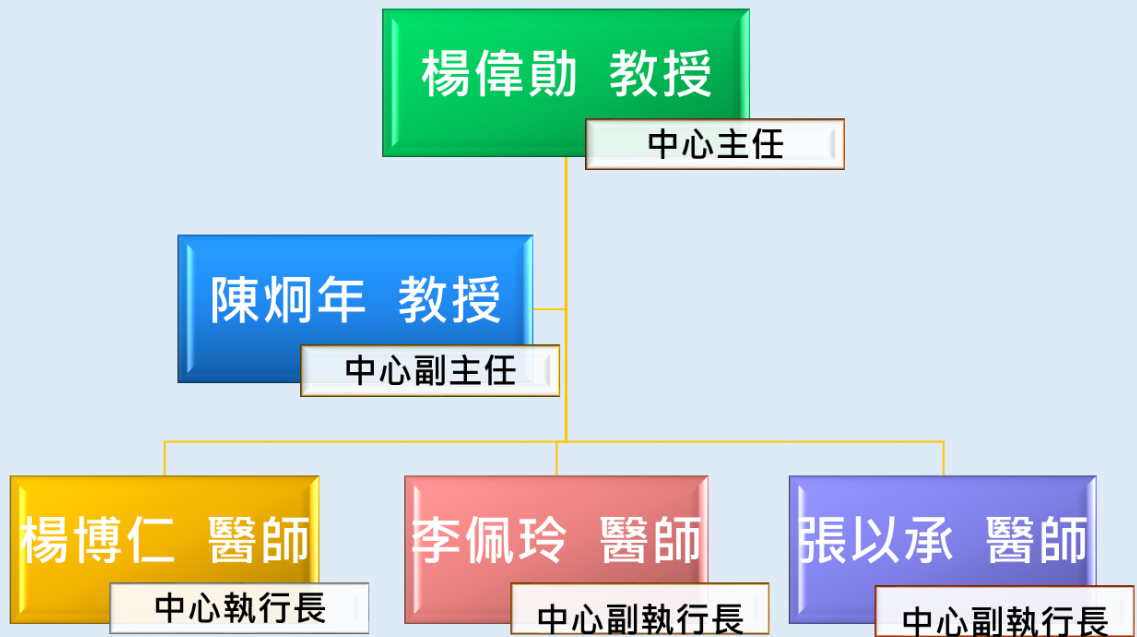 楊偉勛 教授
中心主任
陳炯年 教授
中心副主任
楊博仁 醫師
中心執行長
李佩玲 醫師
中心副執行長
張以承 醫師
中心副執行長